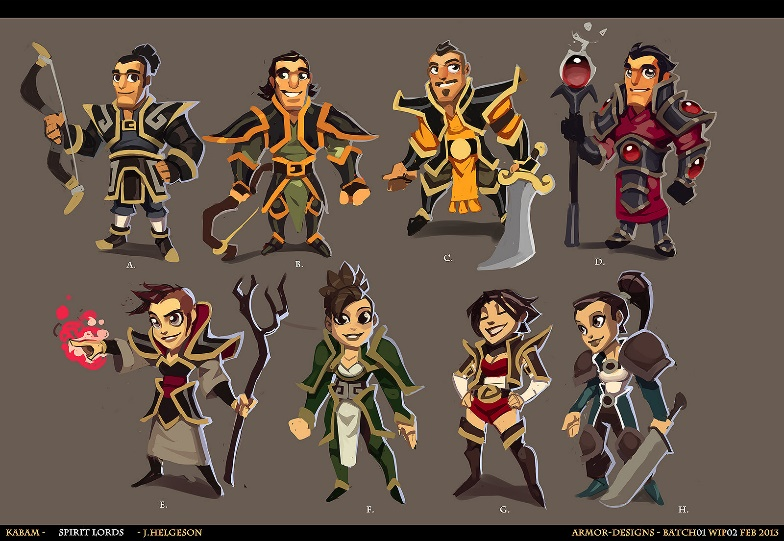 A.
B.
C.
D.
E.
F.
G.
H.
KABAM - SPIRIT LORDS - J.HELGESON
ARMOR-DESIGNS - BATCH01 WIP02 FEB 2013